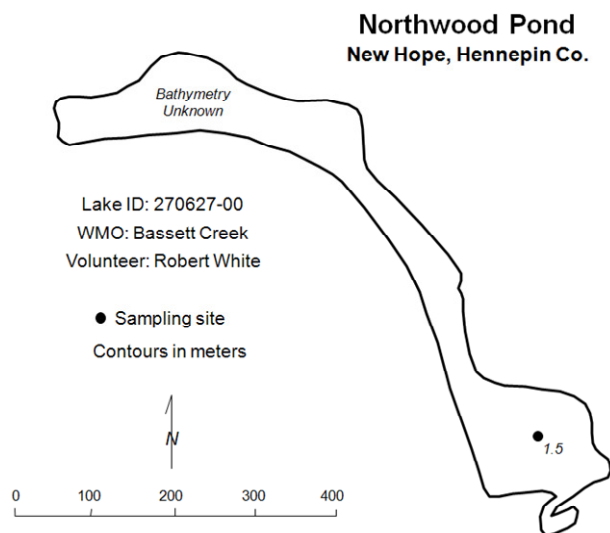 Northwood Pond
New Hope, Hennepin Co.
Bathymetry
Unknown
Lake ID: 270627-00
WMO: Bassett Creek
Volunteer: Robert White
Sampling site
Contours in meters
N
1.5
0 100 200 300 400